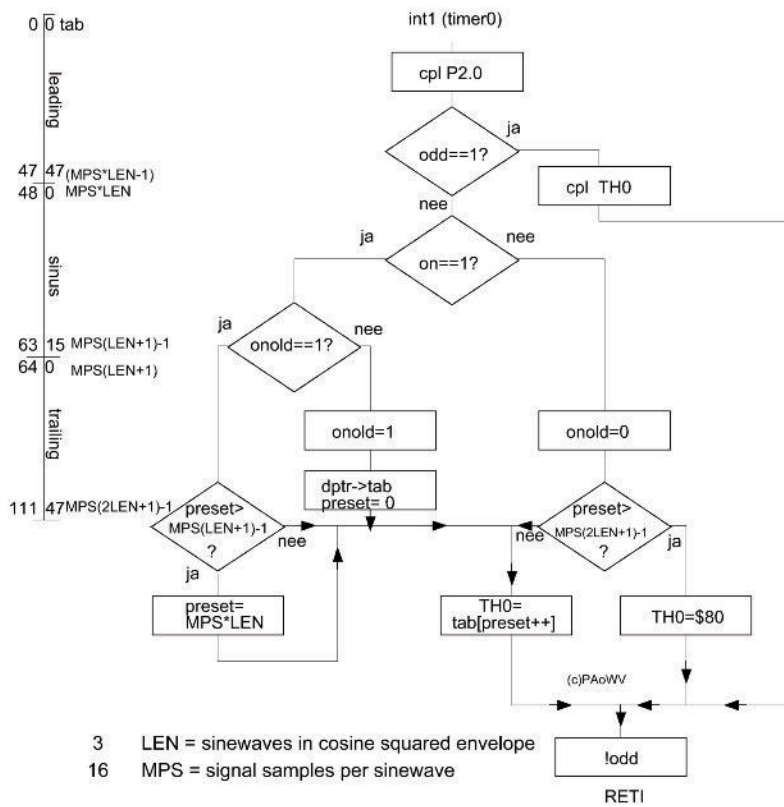 int1 (timer0)
0 0 tab
cpl P2.0
leading
odd==1?
ja
nee
cpl TH0
47 47 (MPS*LEN-1)
48 0 MPS*LEN
on==1?
ja
nee
sinus
onold==1?
ja
nee
63 15 MPS(LEN+1)-1
64 0 MPS(LEN+1)
trailing
onold=1
onold=0
dptr->tab
preset= 0
111 47 MPS(2LEN+1)-1
preset>
MPS(LEN+1)-1
?
nee
ja
preset>
MPS(2LEN+1)-1
?
nee
ja
preset=
MPS*LEN
TH0=
tab[preset++]
TH0=$80
(c)PAoWV
3 LEN = sinewaves in cosine squared envelope
16 MPS = signal samples per sinewave
!odd
RETI